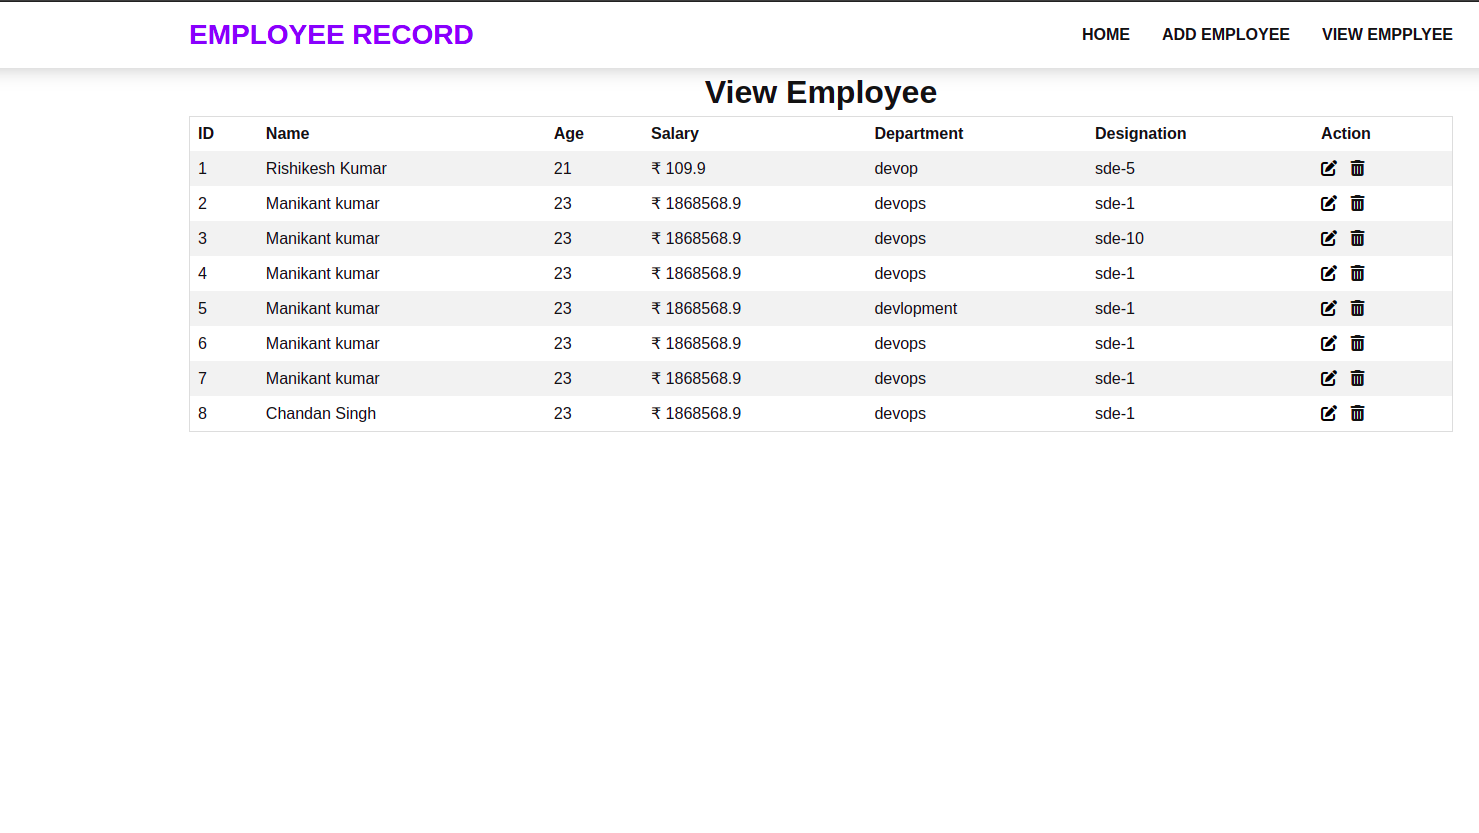 EMPLOYEE RECORD HOME ADD EMPLOYEE VIEW EMPPLYEE
View Employee
ID Name Age Salary Department Designation Action
1 Rishikesh Kumar 21 ₹ 109.9 devop sde-5
2 Manikant kumar 23 ₹ 1868568.9 devops sde-1
3 Manikant kumar 23 ₹ 1868568.9 devops sde-10
4 Manikant kumar 23 ₹ 1868568.9 devops sde-1
5 Manikant kumar 23 ₹ 1868568.9 devlopment sde-1
6 Manikant kumar 23 ₹ 1868568.9 devops sde-1
7 Manikant kumar 23 ₹ 1868568.9 devops sde-1
8 Chandan Singh 23 ₹ 1868568.9 devops sde-1